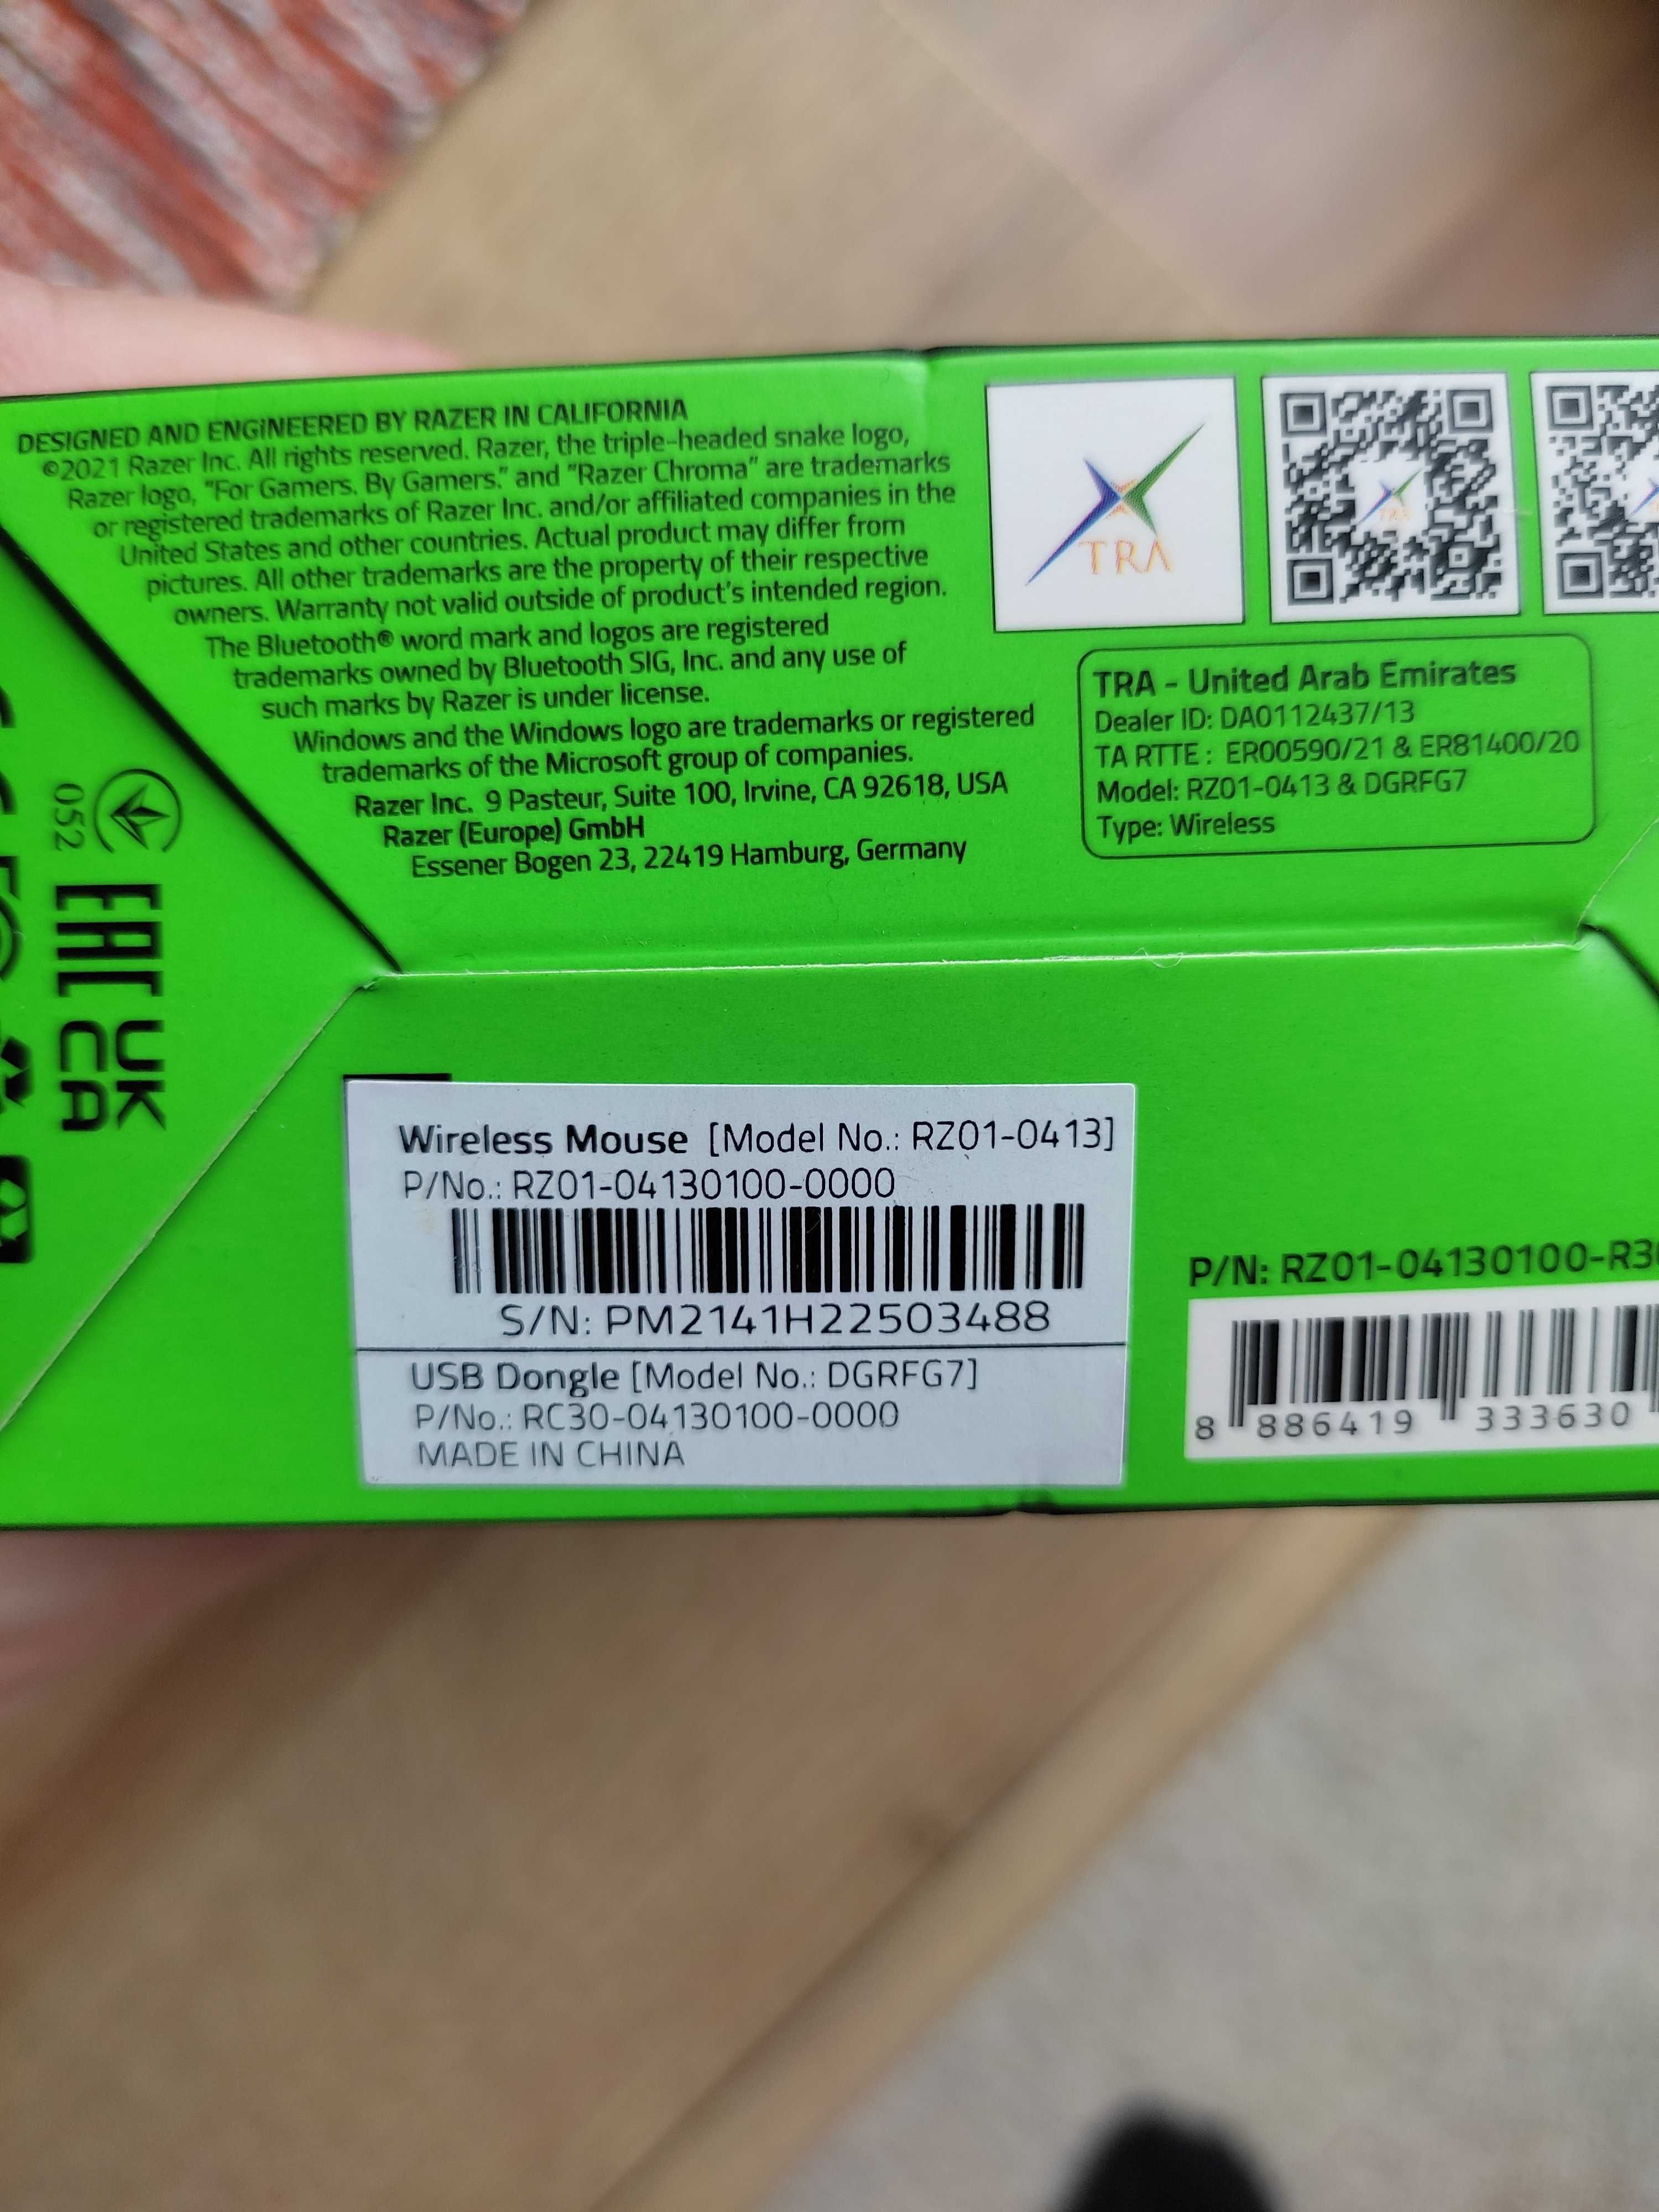 DESIGNED AND ENGINEERED BY RAZER IN CALIFORNIA
©2021 Razer Inc. All rights reserved. Razer, the triple-headed snake logo,
Razer logo, "For Gamers. By Gamers." and "Razer Chroma" are trademarks
or registered trademarks of Razer Inc. and/or affiliated companies in the
United States and other countries. Actual product may differ from
pictures. All other trademarks are the property of their respective
owners. Warranty not valid outside of product's intended region.
The Bluetooth® word mark and logos are registered
trademarks owned by Bluetooth SIG, Inc. and any use of
such marks by Razer is under license.
Windows and the Windows logo are trademarks or registered
trademarks of the Microsoft group of companies.
Razer Inc. 9 Pasteur, Suite 100, Irvine, CA 92618, USA
Razer (Europe) GmbH
Essener Bogen 23, 22419 Hamburg, Germany
TRA
TRA
TRA - United Arab Emirates
Dealer ID: DA0112437/13
TA RTTE : ER00590/21 & ER81400/20
Model: RZ01-0413 & DGRFG7
Type: Wireless
052
EAC
UK
CA
Wireless Mouse [Model No.: RZ01-0413]
P/No.: RZ01-04130100-0000
S/N: PM2141H22503488
USB Dongle [Model No.: DGRFG7]
P/No.: RC30-04130100-0000
MADE IN CHINA
P/N: RZ01-04130100-R3
8 886419 333630